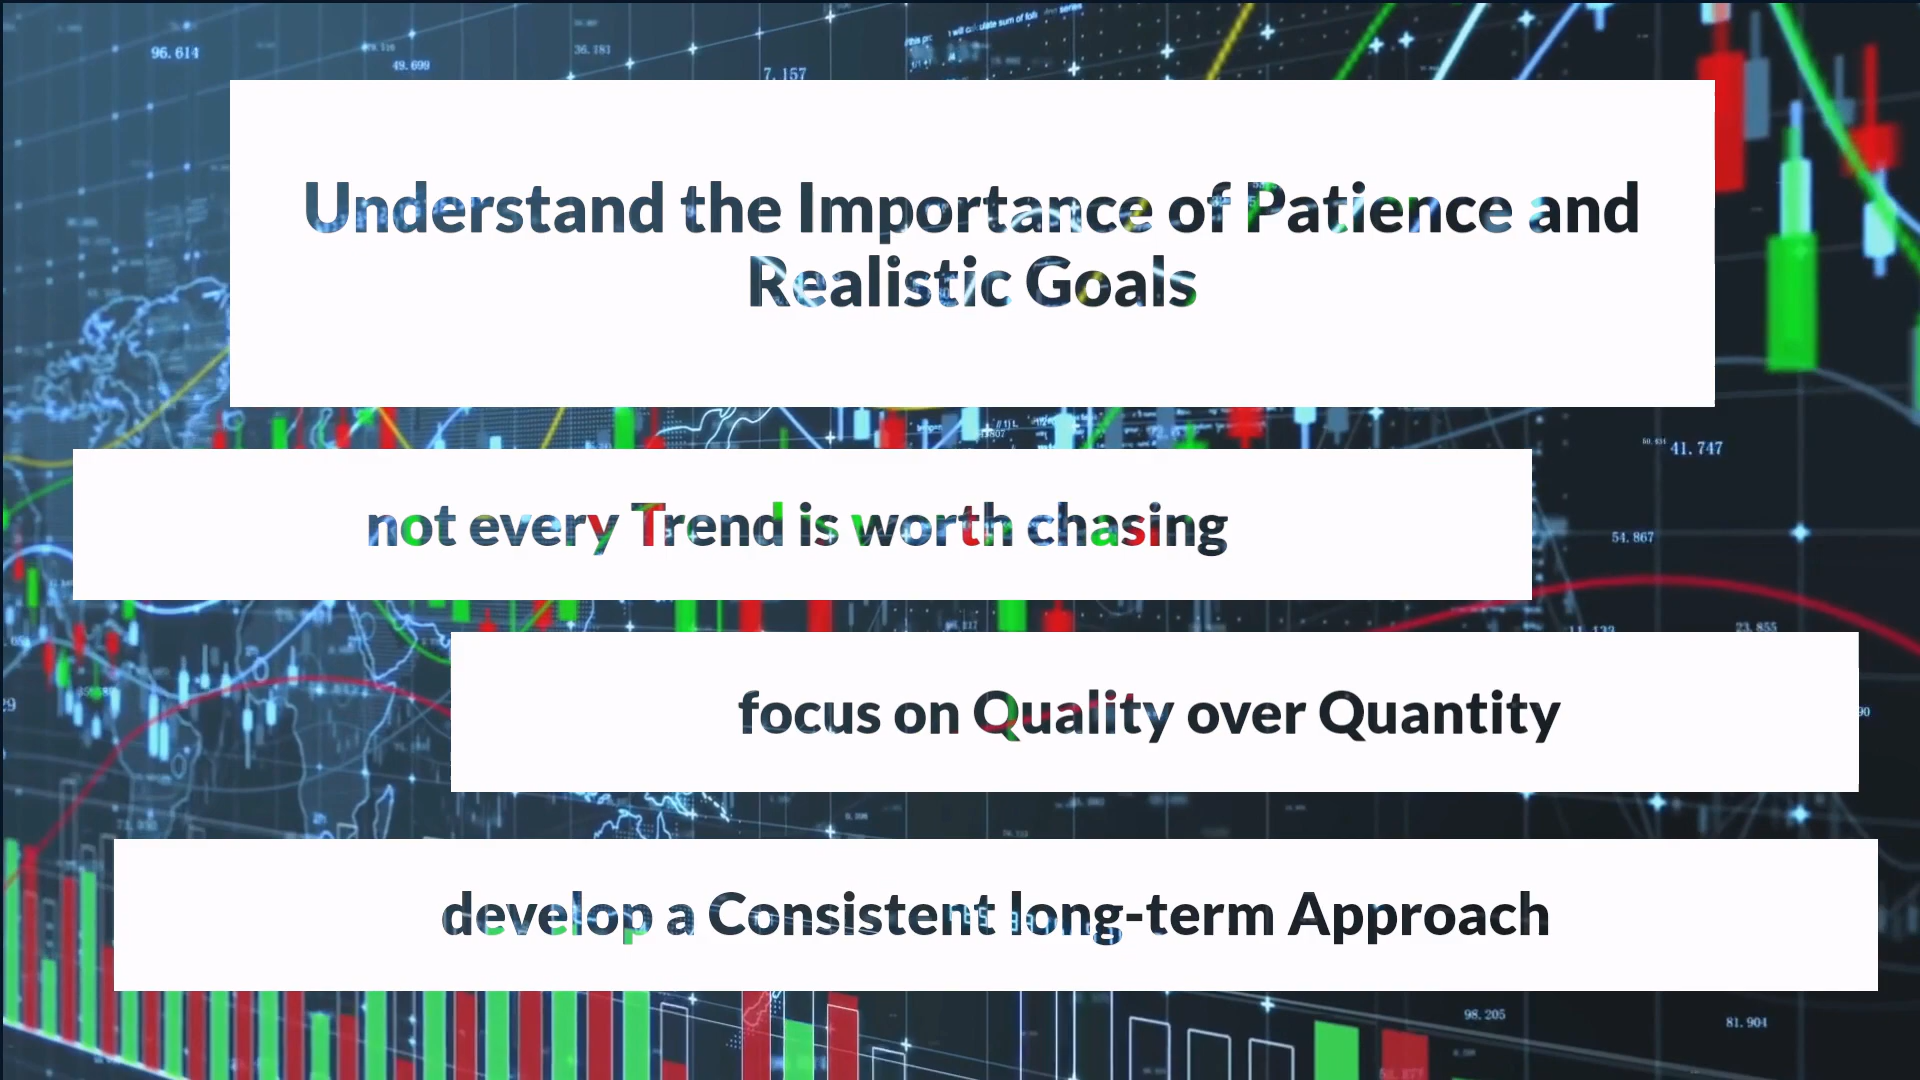 96.614
49.699
36.181
7.157
Understand the Importance of Patience and
Realistic Goals
41.747
not every Trend is worth chasing
54.867
23.855
focus on Quality over Quantity
develop a Consistent long-term Approach
98.205
81.904